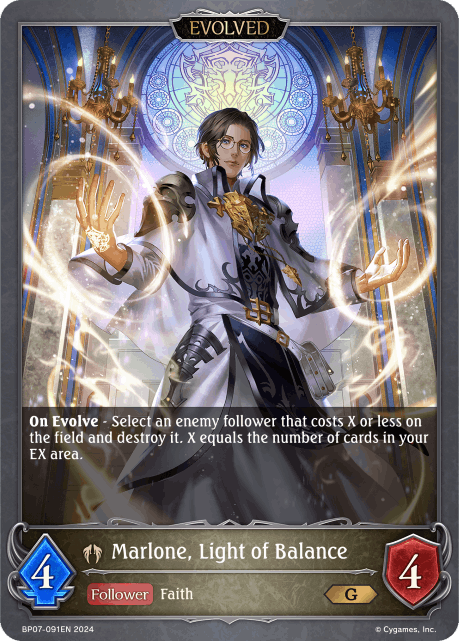 EVOLVED
On Evolve - Select an enemy follower that costs X or less on
the field and destroy it. X equals the number of cards in your
EX area.
Marlone, Light of Balance
4
Follower Faith
G
4
BP07-091EN 2024
© Cygames, Inc.